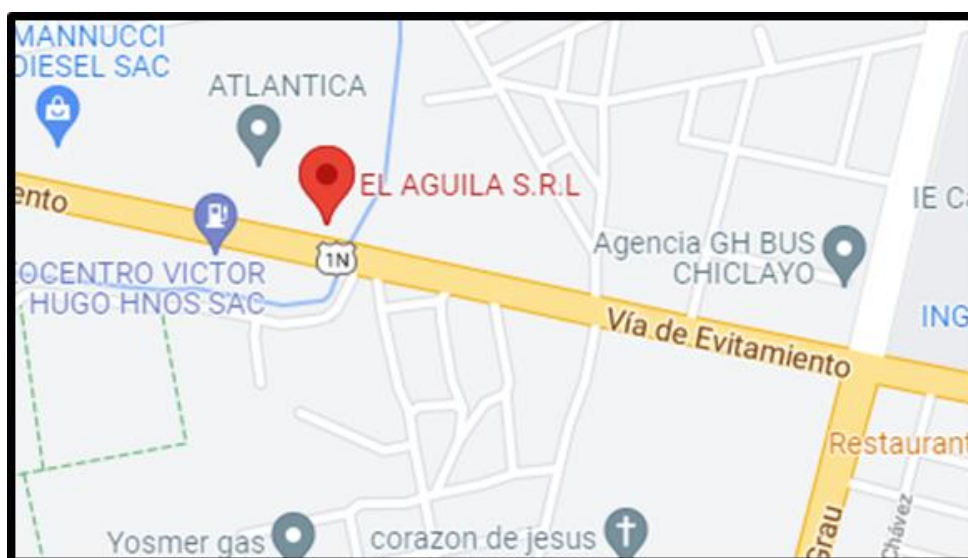 MANNUCCI
DIESEL SAC
ATLANTICA
EL AGUILA S.R.L
ento
1N
OCENTRO VICTOR
HUGO HNOS SAC
Agencia GH BUS
CHICLAYO
IE Ca
ING
Vía de Evitamiento
Restaurant
Chávez
Grau
Yosmer gas
corazon de jesus